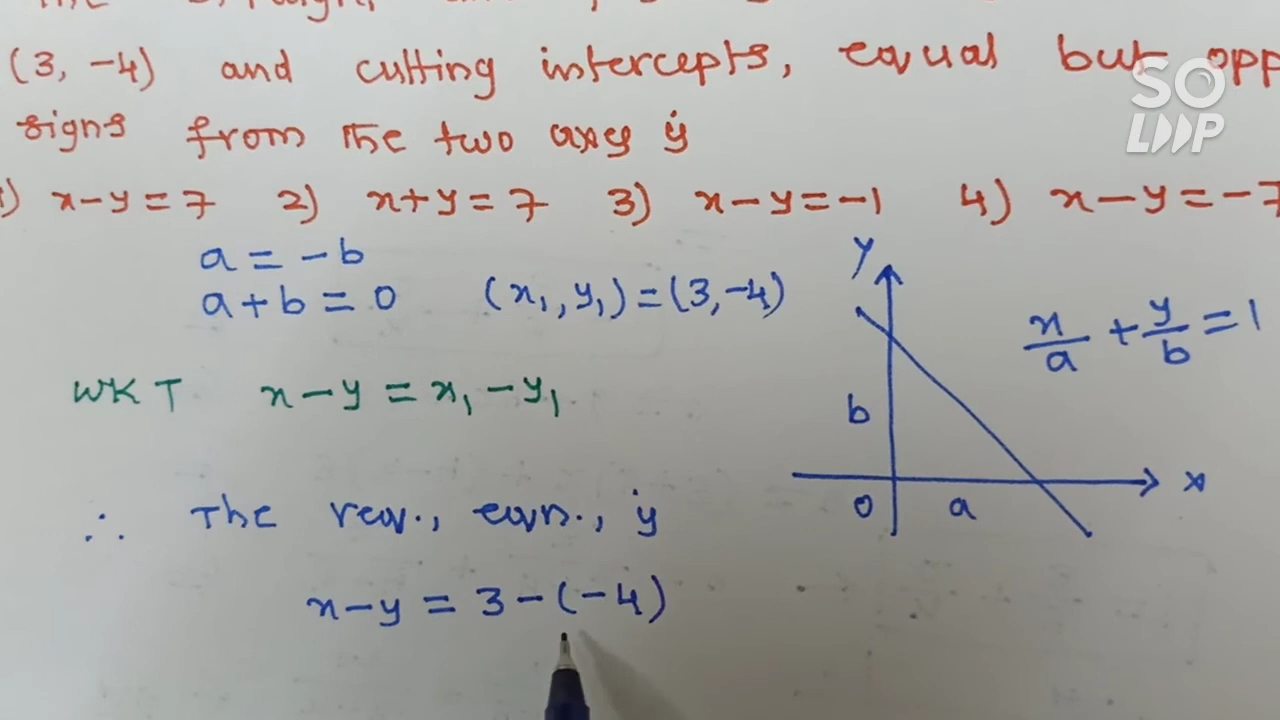 (3, -4) and cutting intercepts, equal but opp
signs from the two axes is
1) x-y=7 2) x+y=7 3) x-y=-1 4) x-y=-7
a = -b
a+b=0 (x₁,y₁)=(3,-4)
x/a + y/b = 1
WKT x-y = x₁-y₁
y
b
0 a x
∴ The req., eqn., is
x-y = 3-(-4)
SO
LOOP